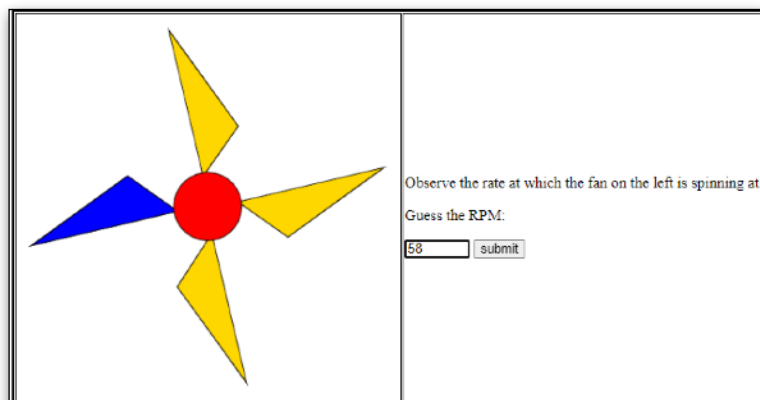 Observe the rate at which the fan on the left is spinning at
Guess the RPM:
58 submit